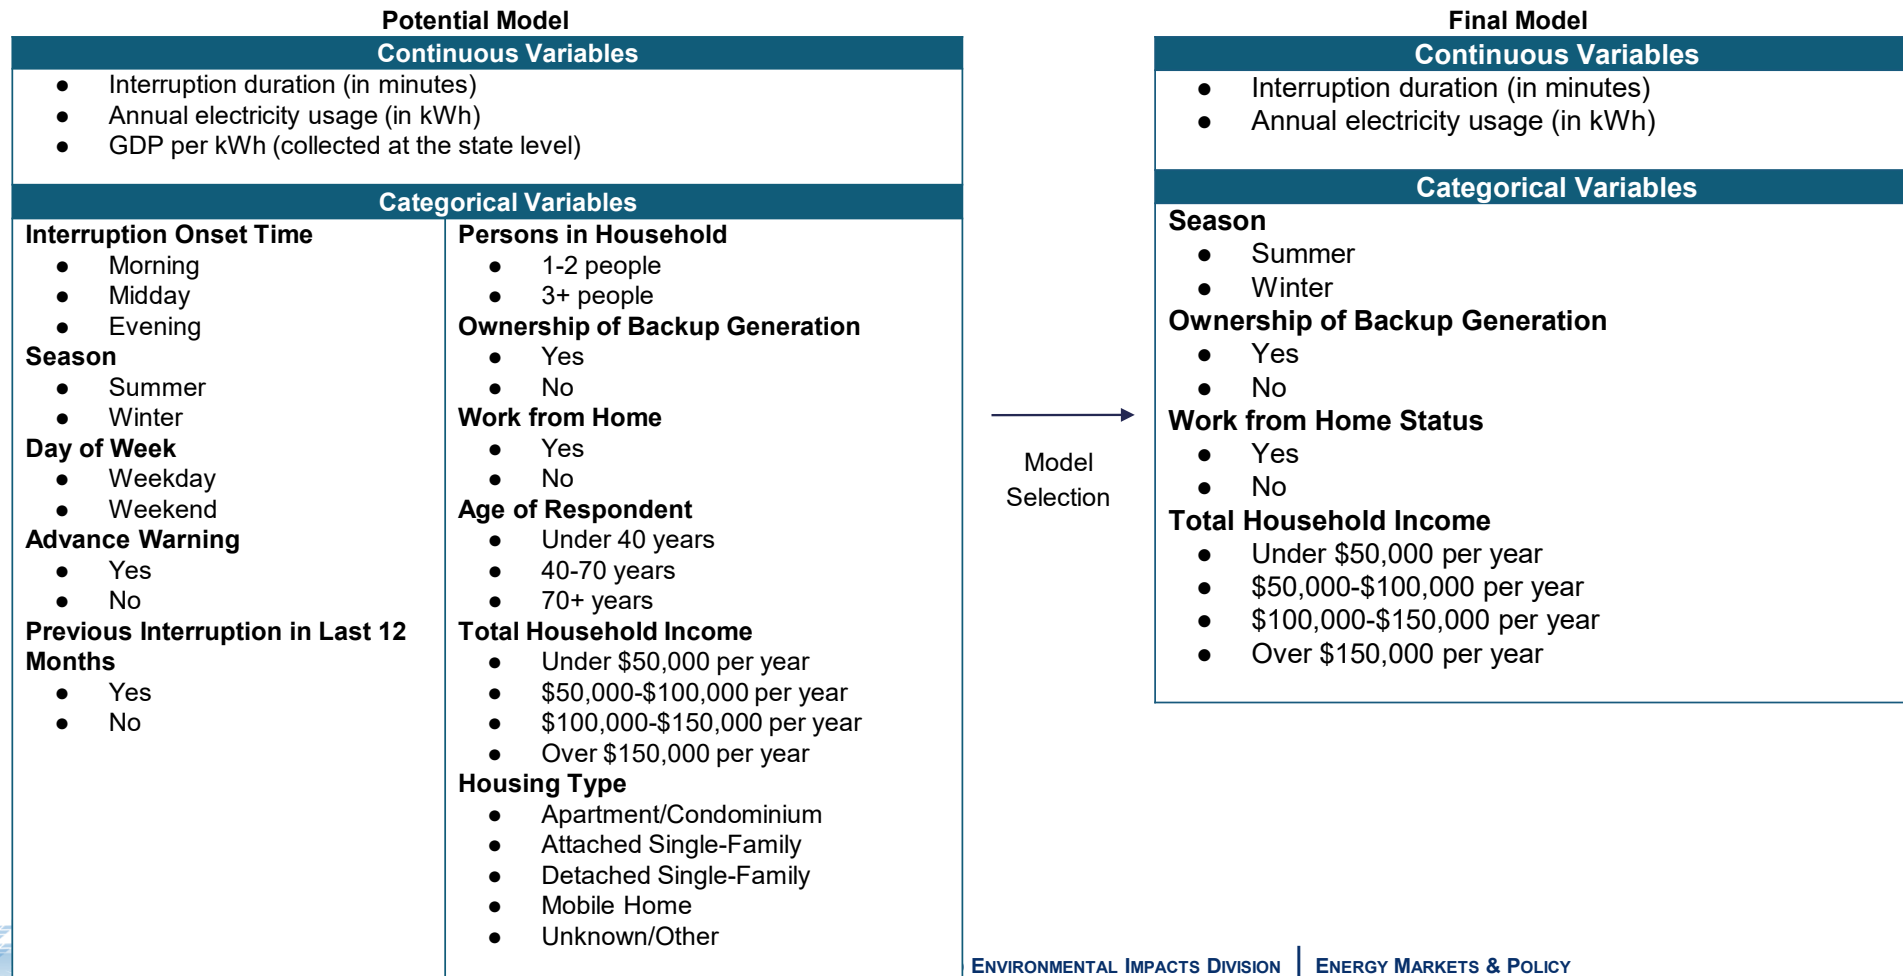 Potential Model
Continuous Variables
● Interruption duration (in minutes)
● Annual electricity usage (in kWh)
● GDP per kWh (collected at the state level)
Categorical Variables
Interruption Onset Time
● Morning
● Midday
● Evening
Season
● Summer
● Winter
Day of Week
● Weekday
● Weekend
Advance Warning
● Yes
● No
Previous Interruption in Last 12
Months
● Yes
● No
Persons in Household
● 1-2 people
● 3+ people
Ownership of Backup Generation
● Yes
● No
Work from Home
● Yes
● No
Age of Respondent
● Under 40 years
● 40-70 years
● 70+ years
Total Household Income
● Under $50,000 per year
● $50,000-$100,000 per year
● $100,000-$150,000 per year
● Over $150,000 per year
Housing Type
● Apartment/Condominium
● Attached Single-Family
● Detached Single-Family
● Mobile Home
● Unknown/Other
Model
Selection
Final Model
Continuous Variables
● Interruption duration (in minutes)
● Annual electricity usage (in kWh)
Categorical Variables
Season
● Summer
● Winter
Ownership of Backup Generation
● Yes
● No
Work from Home Status
● Yes
● No
Total Household Income
● Under $50,000 per year
● $50,000-$100,000 per year
● $100,000-$150,000 per year
● Over $150,000 per year
ENVIRONMENTAL IMPACTS DIVISION | ENERGY MARKETS & POLICY